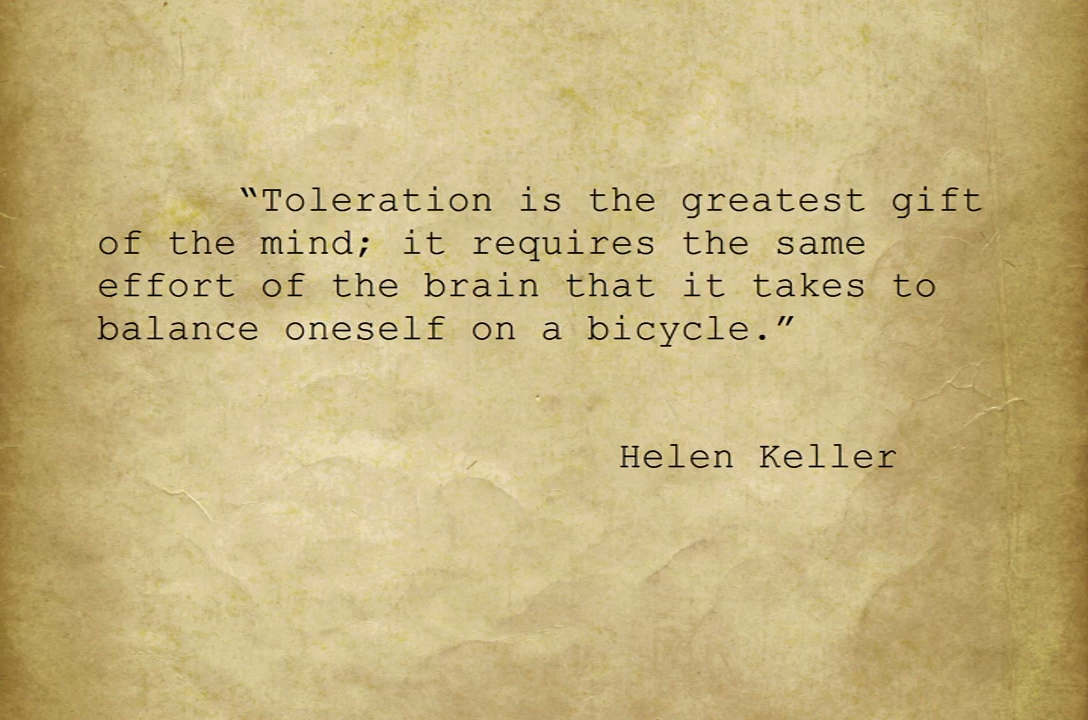 “Toleration is the greatest gift
of the mind; it requires the same
effort of the brain that it takes to
balance oneself on a bicycle.”
Helen Keller